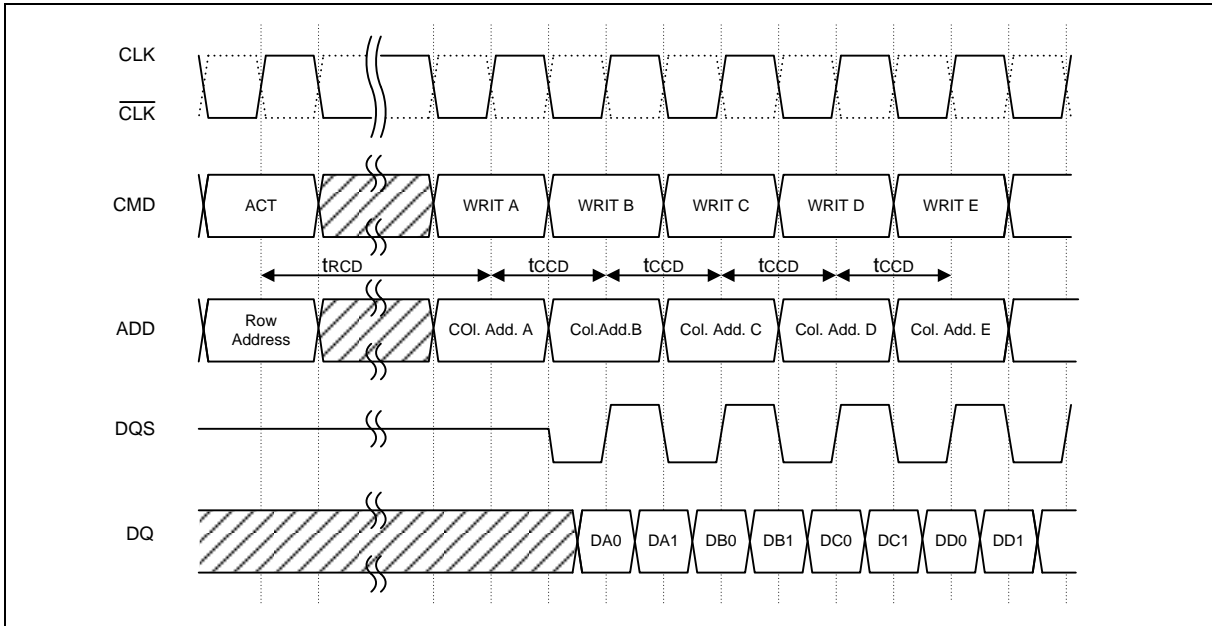 CLK
CLK
CMD
ACT
WRIT A
WRIT B
WRIT C
WRIT D
WRIT E
tRCD
tCCD
tCCD
tCCD
tCCD
ADD
Row
Address
COl. Add. A
Col.Add.B
Col. Add. C
Col. Add. D
Col. Add. E
DQS
DQ
DA0
DA1
DB0
DB1
DC0
DC1
DD0
DD1